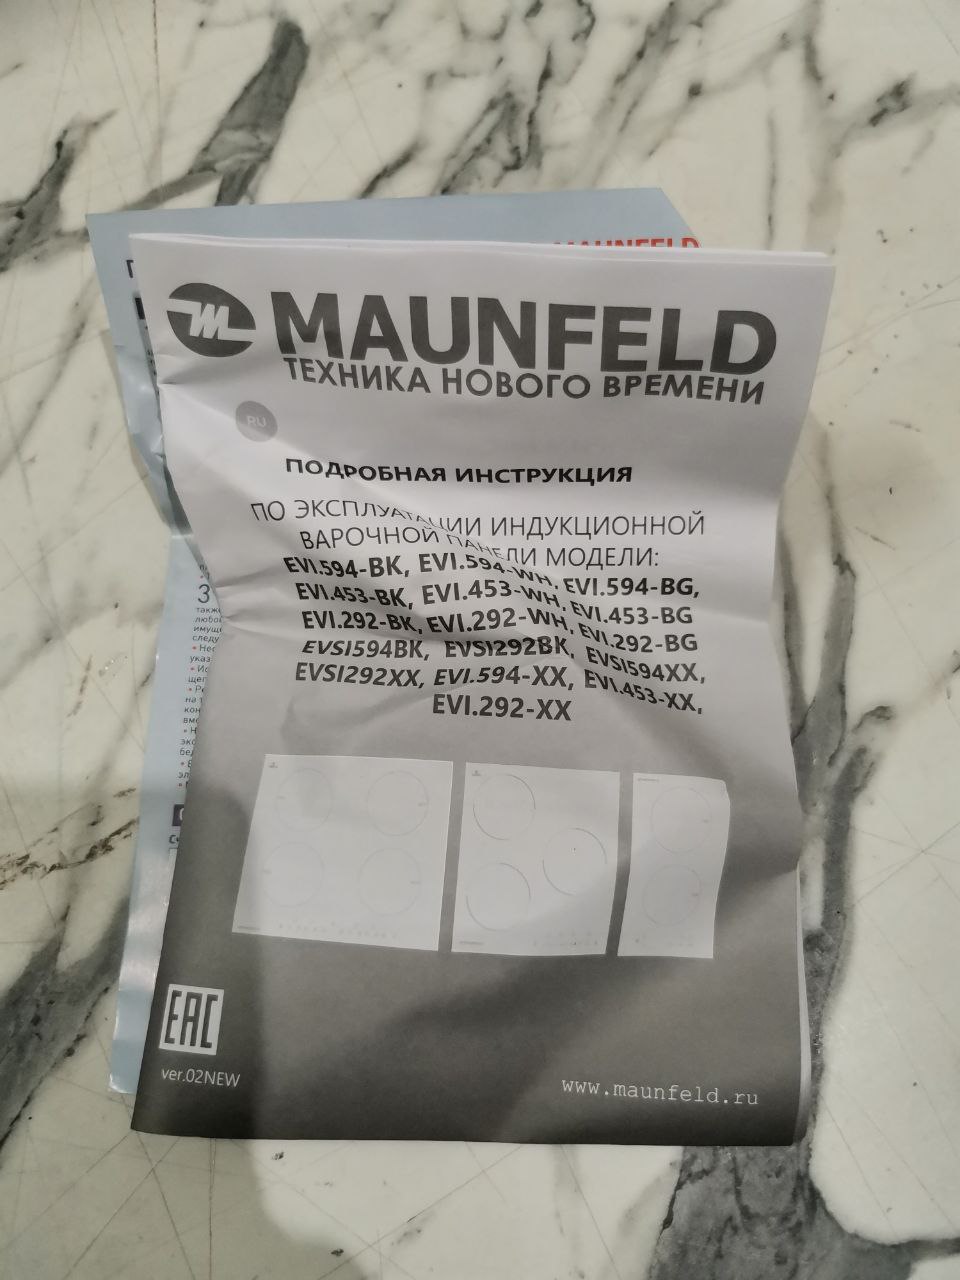 MAUNFELD
MAUNFELD
ТЕХНИКА НОВОГО ВРЕМЕНИ
RU
ПОДРОБНАЯ ИНСТРУКЦИЯ
ПО ЭКСПЛУАТАЦИИ ИНДУКЦИОННОЙ
ВАРОЧНОЙ ПАНЕЛИ МОДЕЛИ:
EVI.594-BK, EVI.594-WH, EVI.594-BG,
EVI.453-BK, EVI.453-WH, EVI.453-BG
EVI.292-BK, EVI.292-WH, EVI.292-BG
EVSI594BK, EVSI292BK, EVSI594XX,
EVSI292XX, EVI.594-XX, EVI.453-XX,
EVI.292-XX
EAC
ver.02NEW
www.maunfeld.ru